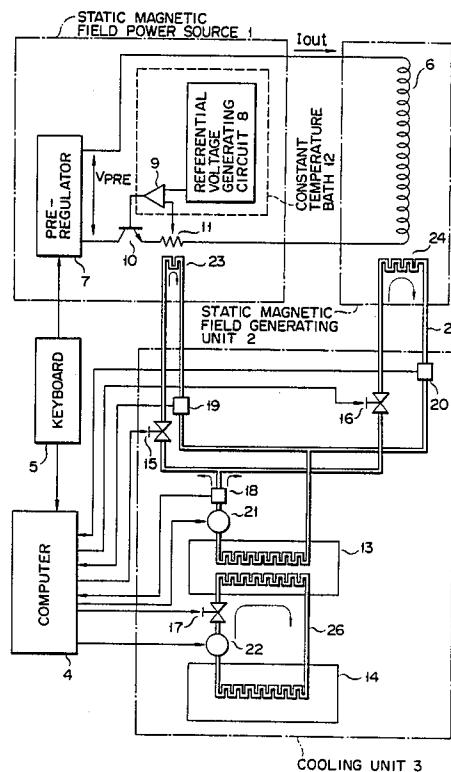 STATIC MAGNETIC
FIELD POWER SOURCE 1
Iout
6
REFERENTIAL
VOLTAGE
GENERATING
CIRCUIT 8
CONSTANT
TEMPERATURE
BATH 12
9
PRE-
REGULATOR
VPRE
11
10
7
23
24
STATIC MAGNETIC
FIELD GENERATING
UNIT 2
2
KEYBOARD
5
19
16
20
15
18
21
13
COMPUTER
17
26
22
4
14
COOLING UNIT 3